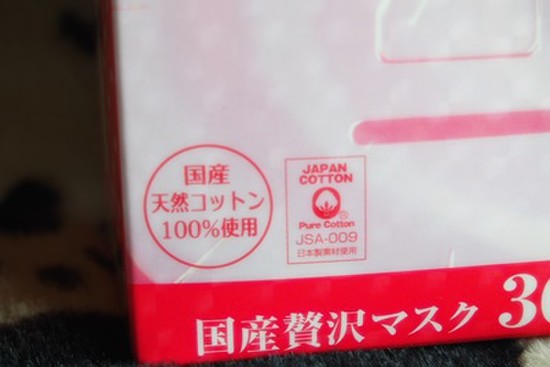 国産
天然コットン
100%使用
JAPAN
COTTON
®
Pure Cotton
JSA-009
日本製素材使用
国産贅沢マスク 30